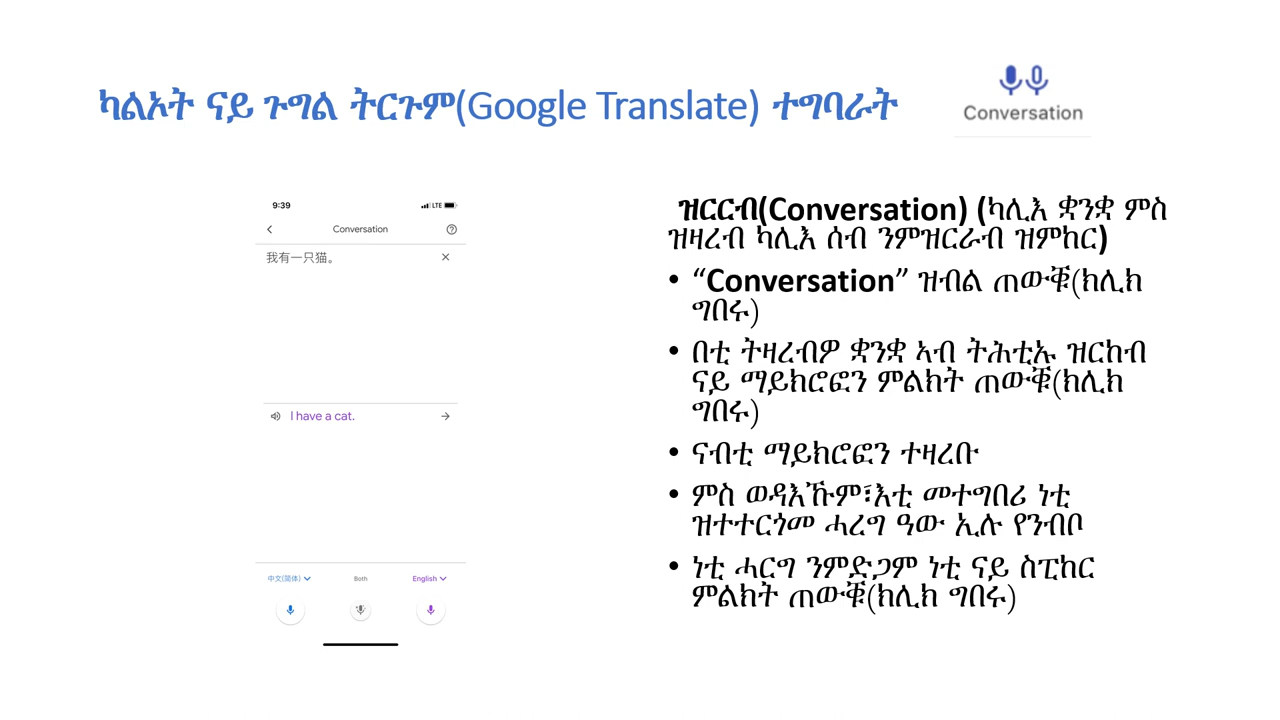 ካልኦት ናይ ጉግል ትርጉም(Google Translate) ተግባራት
Conversation
9:39
LTE
Conversation
我有一只猫。
I have a cat.
中文(简体)
Both
English
ዝርርብ(Conversation) (ካሊእ ቋንቋ ምስ
ዝዛረብ ካሊእ ሰብ ንምዝርራብ ዝምከር)
• “Conversation” ዝብል ጠውቑ(ክሊክ
ግበሩ)
• በቲ ትዛረብዎ ቋንቋ ኣብ ትሕቲኡ ዝርከብ
ናይ ማይክሮፎን ምልክት ጠውቑ(ክሊክ
ግበሩ)
• ናብቲ ማይክሮፎን ተዛረቡ
• ምስ ወዳእኹም፣እቲ መተግበሪ ነቲ
ዝተተርጎመ ሓረግ ዓው ኢሉ የንብቦ
• ነቲ ሓርግ ንምድጋም ነቲ ናይ ስፒከር
ምልክት ጠውቑ(ክሊክ ግበሩ)